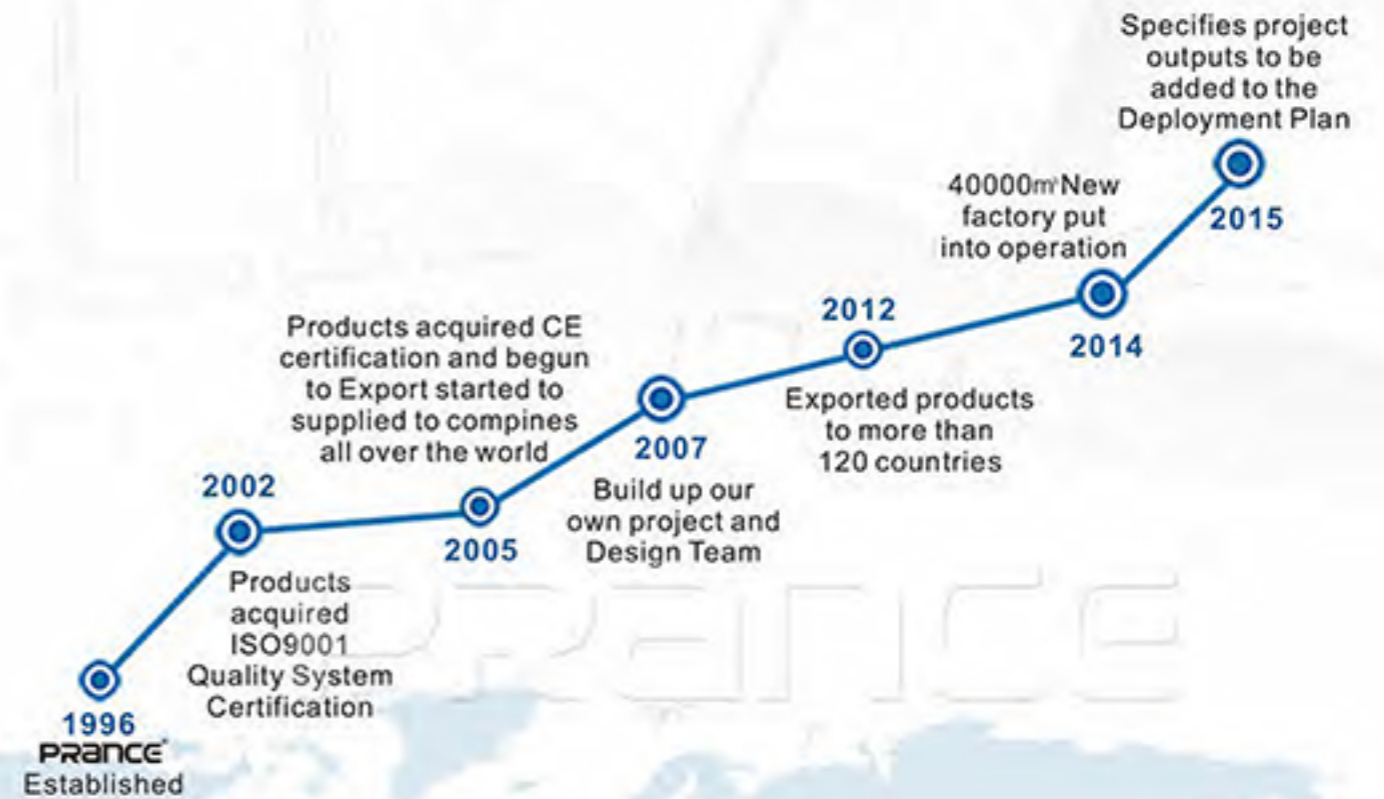 1996
PRANCE
Established
2002
Products
acquired
ISO9001
Quality System
Certification
Products acquired CE
certification and begun
to Export started to
supplied to compines
all over the world
2005
2007
Build up our
own project and
Design Team
2012
Exported products
to more than
120 countries
40000㎡New
factory put
into operation
2014
Specifies project
outputs to be
added to the
Deployment Plan
2015
PRANCE